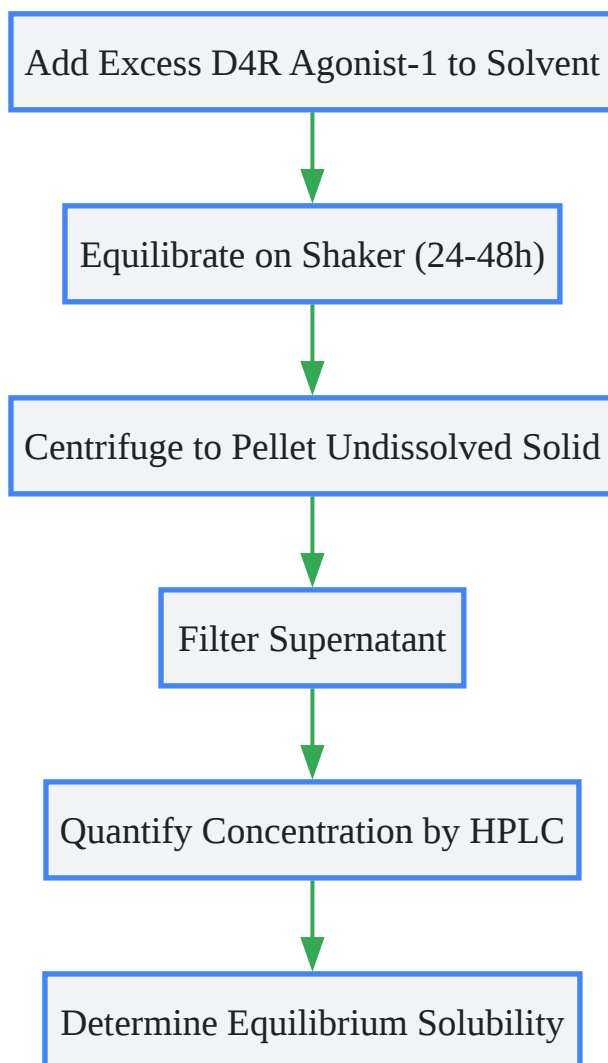 Add Excess D4R Agonist-1 to Solvent
Equilibrate on Shaker (24-48h)
Centrifuge to Pellet Undissolved Solid
Filter Supernatant
Quantify Concentration by HPLC
Determine Equilibrium Solubility